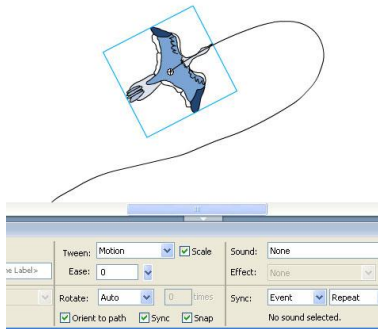 Tween: Motion Scale Sound: None
ne Label> Ease: 0 Effect: None
Rotate: Auto 0 times Sync: Event Repeat
Orient to path Sync Snap No sound selected.